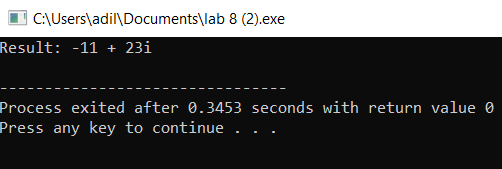 C:\Users\adil\Documents\lab 8 (2).exe
Result: -11 + 23i
--------------------------------
Process exited after 0.3453 seconds with return value 0
Press any key to continue . . .